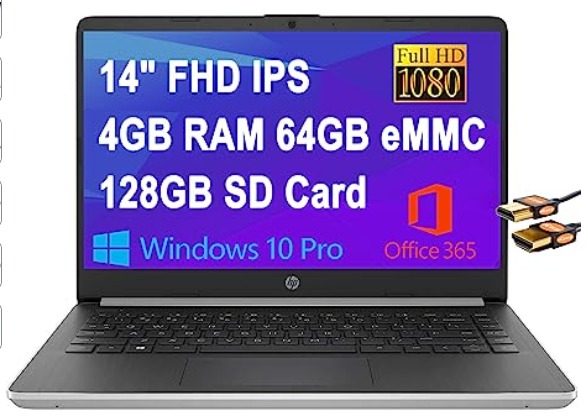 14" FHD IPS
Full HD
1080
4GB RAM 64GB eMMC
128GB SD Card
Windows 10 Pro
Office 365
hp